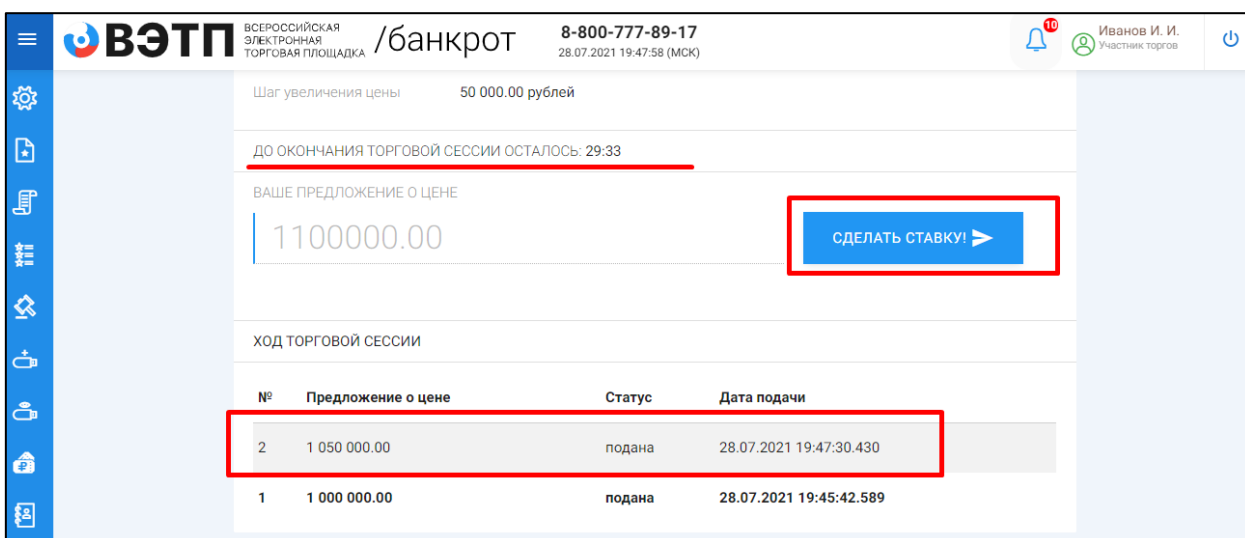 ВЭТП
ВСЕРОССИЙСКАЯ
ЭЛЕКТРОННАЯ
ТОРГОВАЯ ПЛОЩАДКА
/банкрот
8-800-777-89-17
28.07.2021 19:47:58 (МСК)
10
Иванов И. И.
Участник торгов
Шаг увеличения цены 50 000.00 рублей
ДО ОКОНЧАНИЯ ТОРГОВОЙ СЕССИИ ОСТАЛОСЬ: 29:33
ВАШЕ ПРЕДЛОЖЕНИЕ О ЦЕНЕ
1100000.00
СДЕЛАТЬ СТАВКУ!
ХОД ТОРГОВОЙ СЕССИИ
№ Предложение о цене Статус Дата подачи
2 1 050 000.00 подана 28.07.2021 19:47:30.430
1 1 000 000.00 подана 28.07.2021 19:45:42.589